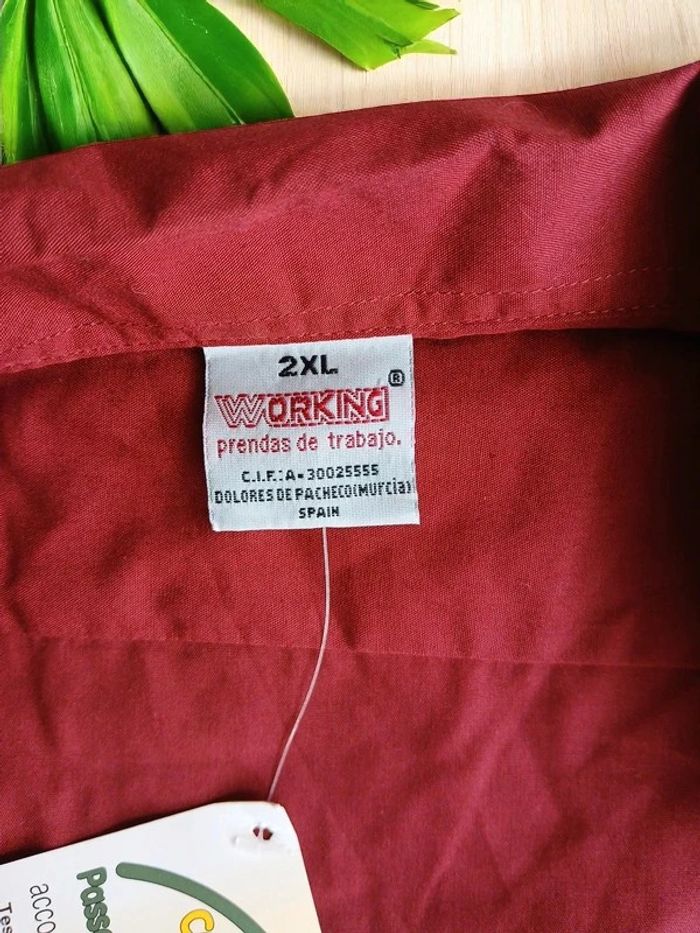 2XL
WORKING®
prendas de trabajo.
C.I.F.: A-30025555
DOLORES DE PACHECO(Murcia)
SPAIN